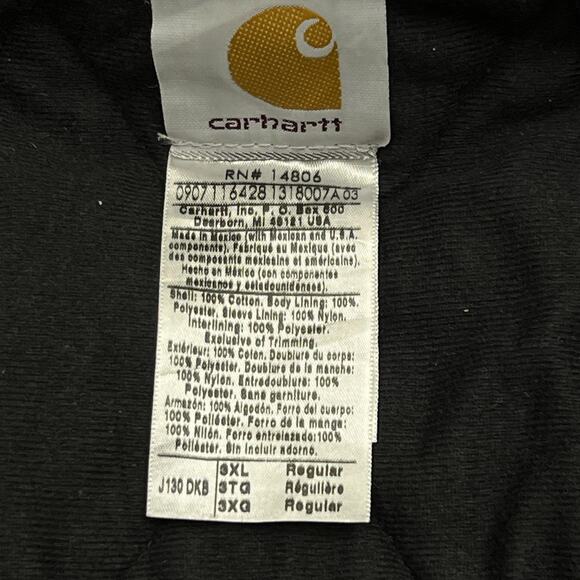 carhartt
RN# 14806
0907116428 1318007A 03
Carhartt, Inc. P. O. Box 600
Dearborn, MI 48121 USA
Made in Mexico (with Mexican and U.S.A.
components). Fabriqué au Mexique (avec
des composants mexicains et américains).
Hecho en México (con componentes
mexicanos y estadounidenses).
Shell: 100% Cotton. Body Lining: 100%
Polyester. Sleeve Lining: 100% Nylon.
Interlining: 100% Polyester.
Exclusive of Trimming.
Extérieur: 100% Coton. Doublure du corps:
100% Polyester. Doublure de la manche:
100% Nylon. Entredoublure: 100%
Polyester. Sans garniture.
Armazón: 100% Algodón. Forro del cuerpo:
100% Poliéster. Forro de la manga:
100% Nilón. Forro entrelazado: 100%
Poliéster. Sin incluir adorno.
J130 DKB
3XL Regular
3TG Régulière
3XG Regular